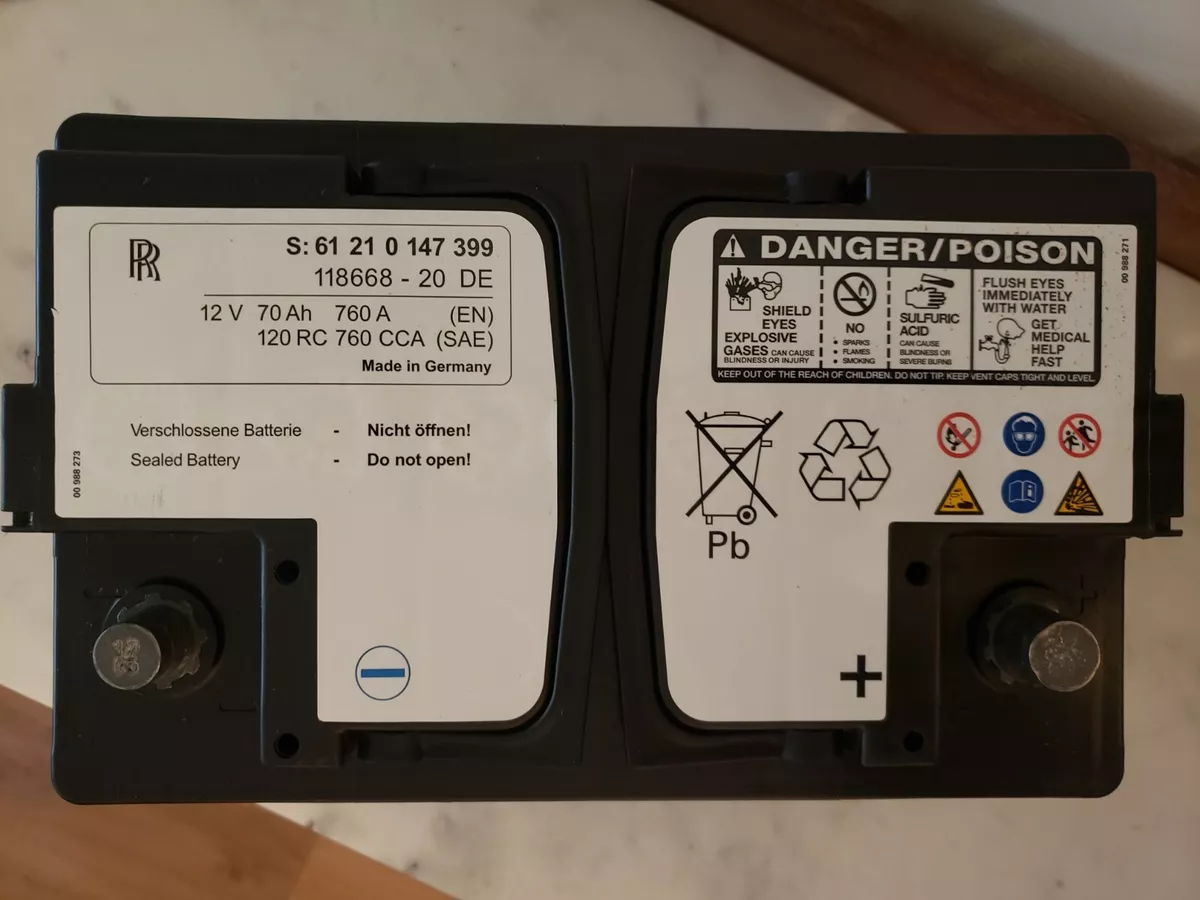 RR
S: 61 21 0 147 399
118668 - 20 DE
12 V 70 Ah 760 A (EN)
120 RC 760 CCA (SAE)
Made in Germany
Verschlossene Batterie - Nicht öffnen!
Sealed Battery - Do not open!
00 988 273
DANGER/POISON
SHIELD
EYES
EXPLOSIVE
GASES CAN CAUSE
BLINDNESS OR INJURY
NO
• SPARKS
• FLAMES
• SMOKING
SULFURIC
ACID
CAN CAUSE
BLINDNESS OR
SEVERE BURNS
FLUSH EYES
IMMEDIATELY
WITH WATER
GET
MEDICAL
HELP
FAST
KEEP OUT OF THE REACH OF CHILDREN. DO NOT TIP. KEEP VENT CAPS TIGHT AND LEVEL.
00 988 271
Pb
+